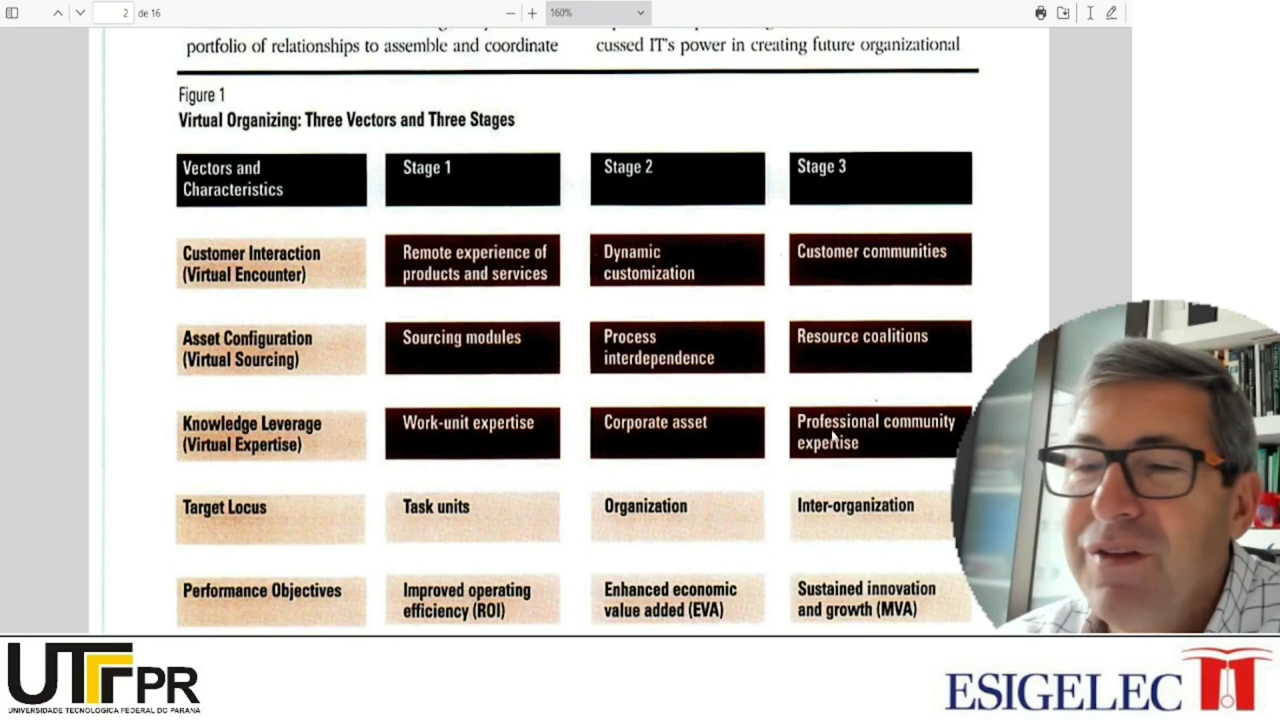 2
de 16
160%
portfolio of relationships to assemble and coordinate
cussed IT's power in creating future organizational
Figure 1
Virtual Organizing: Three Vectors and Three Stages
Vectors and
Characteristics
Stage 1
Stage 2
Stage 3
Customer Interaction
(Virtual Encounter)
Remote experience of
products and services
Dynamic
customization
Customer communities
Asset Configuration
(Virtual Sourcing)
Sourcing modules
Process
interdependence
Resource coalitions
Knowledge Leverage
(Virtual Expertise)
Work-unit expertise
Corporate asset
Professional community
expertise
Target Locus
Task units
Organization
Inter-organization
Performance Objectives
Improved operating
efficiency (ROI)
Enhanced economic
value added (EVA)
Sustained innovation
and growth (MVA)
UTFPR
UNIVERSIDADE TECNOLÓGICA FEDERAL DO PARANÁ
ESIGELEC